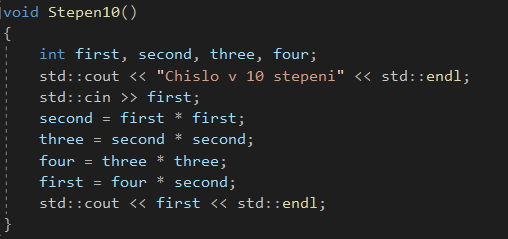 void Stepen10()
{
int first, second, three, four;
std::cout << "Chislo v 10 stepeni" << std::endl;
std::cin >> first;
second = first * first;
three = second * second;
four = three * three;
first = four * second;
std::cout << first << std::endl;
}